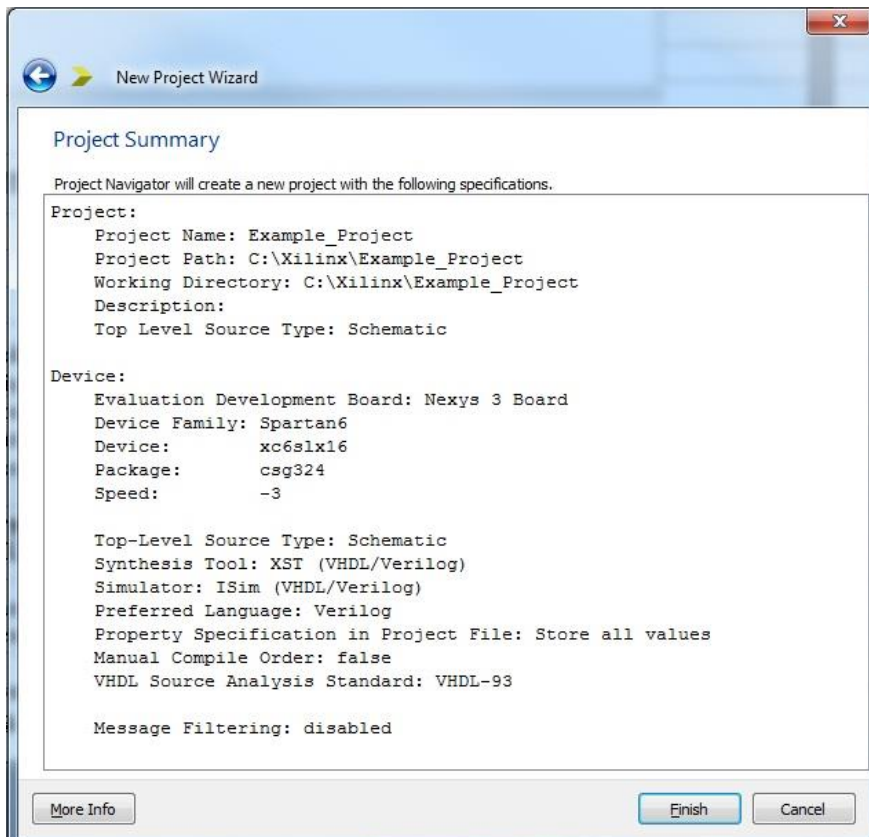 New Project Wizard
Project Summary
Project Navigator will create a new project with the following specifications.
Project:
Project Name: Example_Project
Project Path: C:\Xilinx\Example_Project
Working Directory: C:\Xilinx\Example_Project
Description:
Top Level Source Type: Schematic
Device:
Evaluation Development Board: Nexys 3 Board
Device Family: Spartan6
Device: xc6slx16
Package: csg324
Speed: -3
Top-Level Source Type: Schematic
Synthesis Tool: XST (VHDL/Verilog)
Simulator: ISim (VHDL/Verilog)
Preferred Language: Verilog
Property Specification in Project File: Store all values
Manual Compile Order: false
VHDL Source Analysis Standard: VHDL-93
Message Filtering: disabled
More Info Finish Cancel